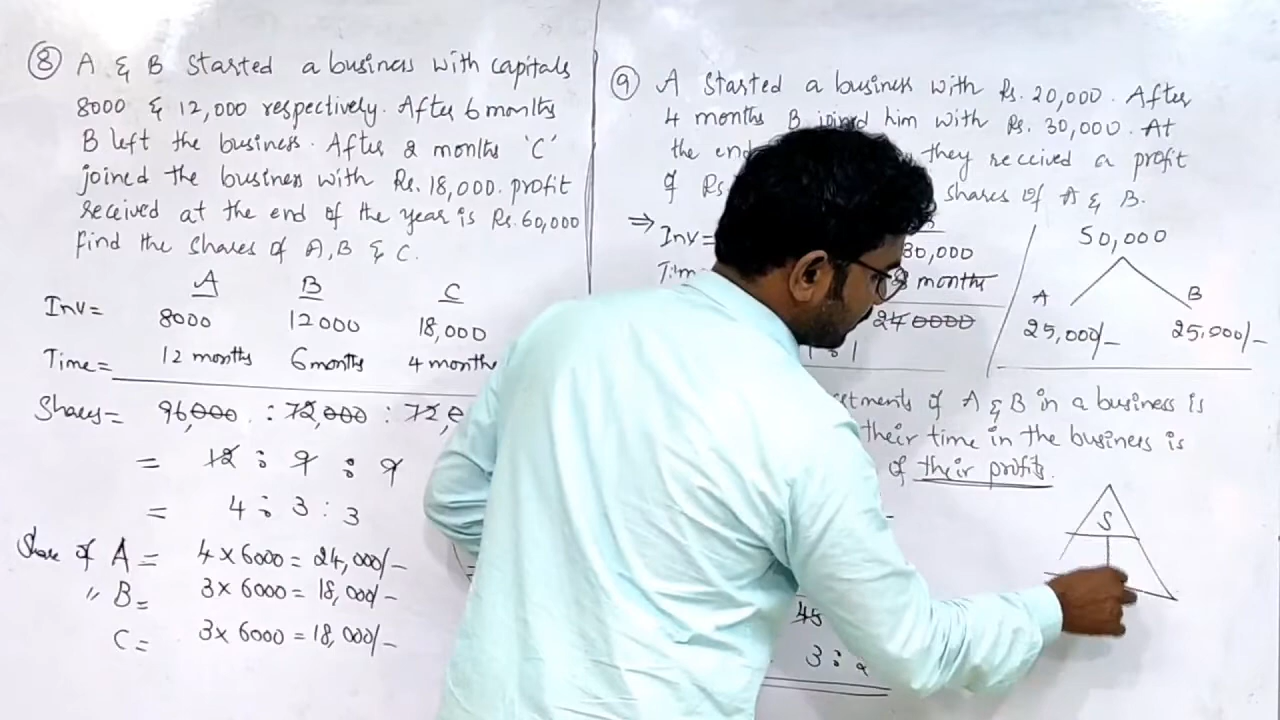 ⑧ A & B Started a business with capitals
8000 & 12,000 respectively. After 6 months
B left the business. After 2 months 'C'
joined the business with Rs. 18,000. profit
received at the end of the year is Rs. 60,000
find the shares of A, B & C.
A B C
Inv= 8000 12000 18,000
Time= 12 months 6 months 4 months
Shares= 96,000 : 72,000 : 72,0
= 12 : 9 : 9
= 4 : 3 : 3
Share of A = 4 x 6000 = 24,000/-
" B = 3 x 6000 = 18,000/-
C = 3 x 6000 = 18,000/-
⑨ A Started a business with Rs. 20,000. After
4 months B joined him with Rs. 30,000. At
the end they received a profit
of Rs. shares of A & B.
⇒ Inv= 30,000
Tim 8 months
240000
1 : 1
50,000
A B
25,000/- 25,000/-
stments of A & B in a business is
their time in the business is
of their profits.
S
45
3 :